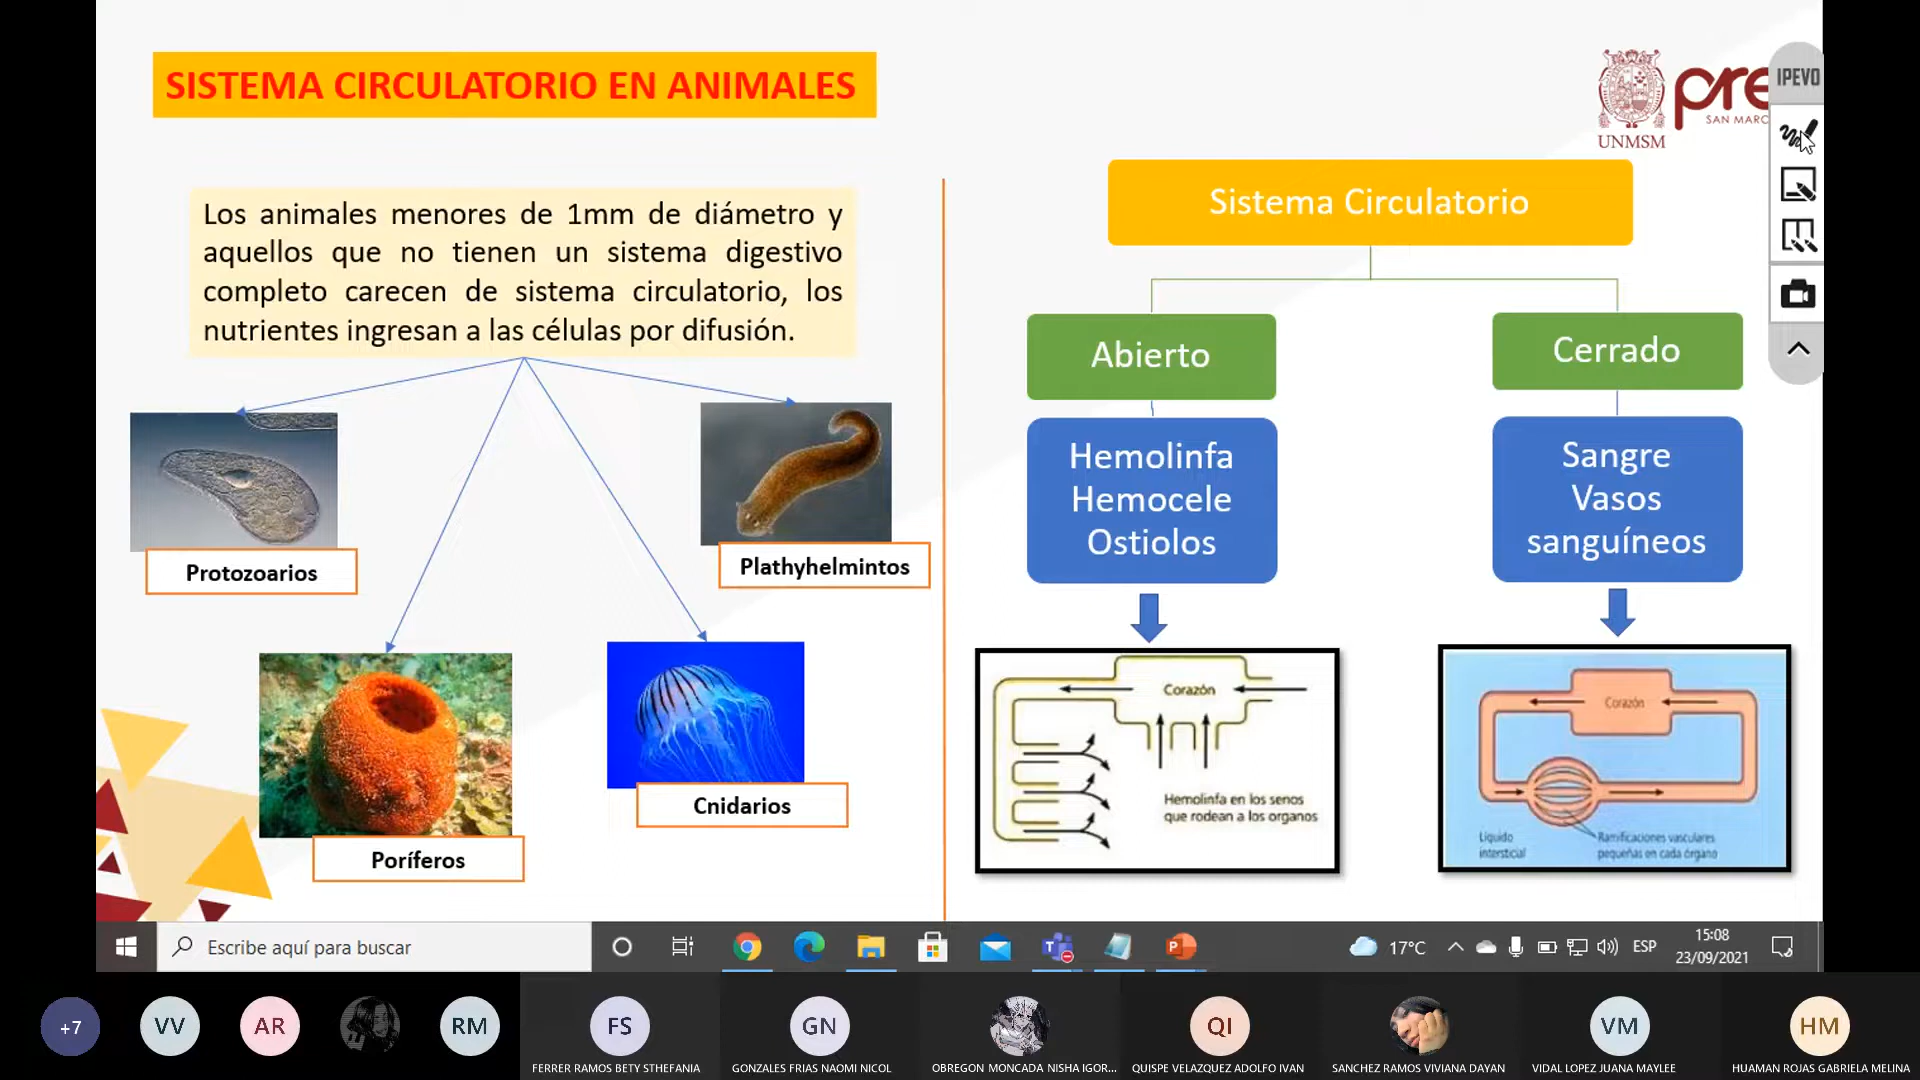 SISTEMA CIRCULATORIO EN ANIMALES
UNMSM
pre
SAN MARC
IPEVO
Los animales menores de 1mm de diámetro y
aquellos que no tienen un sistema digestivo
completo carecen de sistema circulatorio, los
nutrientes ingresan a las células por difusión.
Protozoarios
Plathyhelmintos
Poríferos
Cnidarios
Sistema Circulatorio
Abierto
Cerrado
Hemolinfa
Hemocele
Ostiolos
Sangre
Vasos
sanguíneos
Corazón
Hemolinfa en los senos
que rodean a los organos
Corazón
Líquido
intersticial
Ramificaciones vasculares
pequeñas en cada órgano
Escribe aquí para buscar
17°C
ESP
15:08
23/09/2021
+7
VV
AR
RM
FS
FERRER RAMOS BETY STHEFANIA
GN
GONZALES FRIAS NAOMI NICOL
OBREGON MONCADA NISHA IGOR...
QI
QUISPE VELAZQUEZ ADOLFO IVAN
SANCHEZ RAMOS VIVIANA DAYAN
VM
VIDAL LOPEZ JUANA MAYLEE
HM
HUAMAN ROJAS GABRIELA MELINA